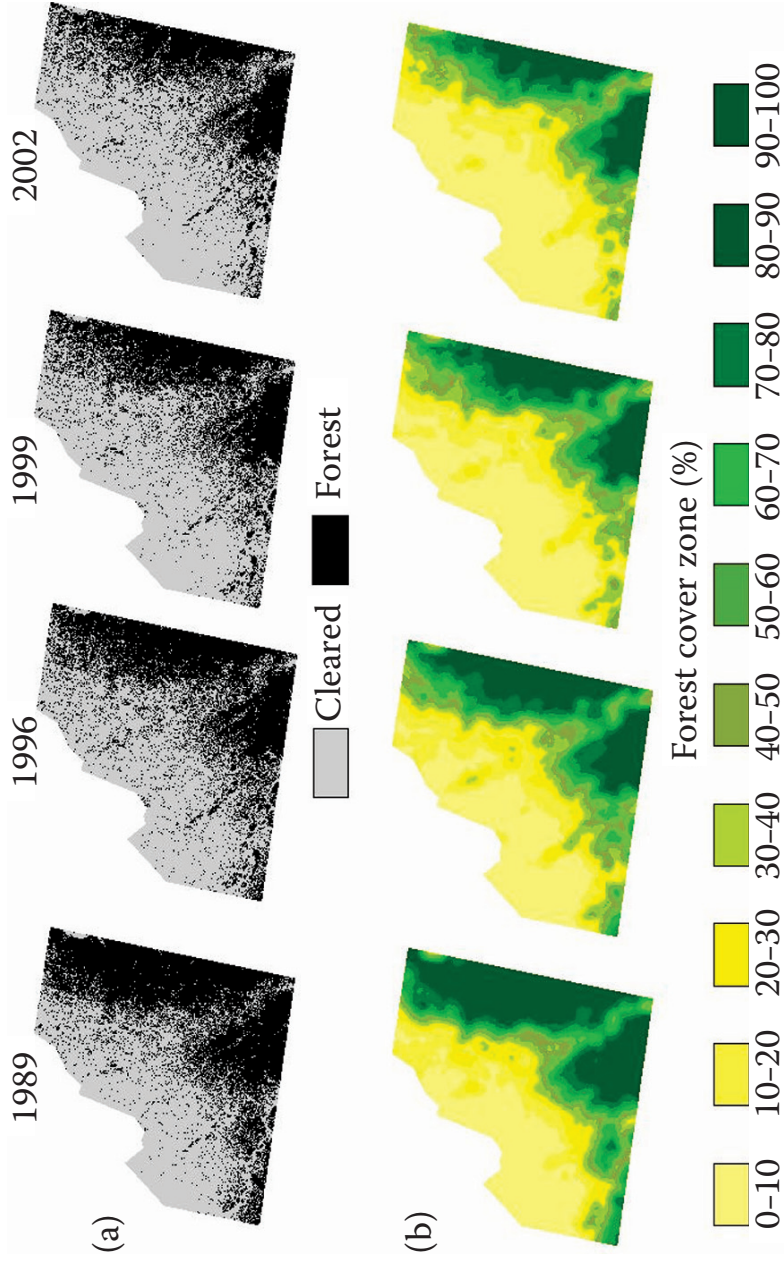 (a)
1989 1996 1999 2002
Cleared Forest
(b)
Forest cover zone (%)
0–10 10–20 20–30 30–40 40–50 50–60 60–70 70–80 80–90 90–100